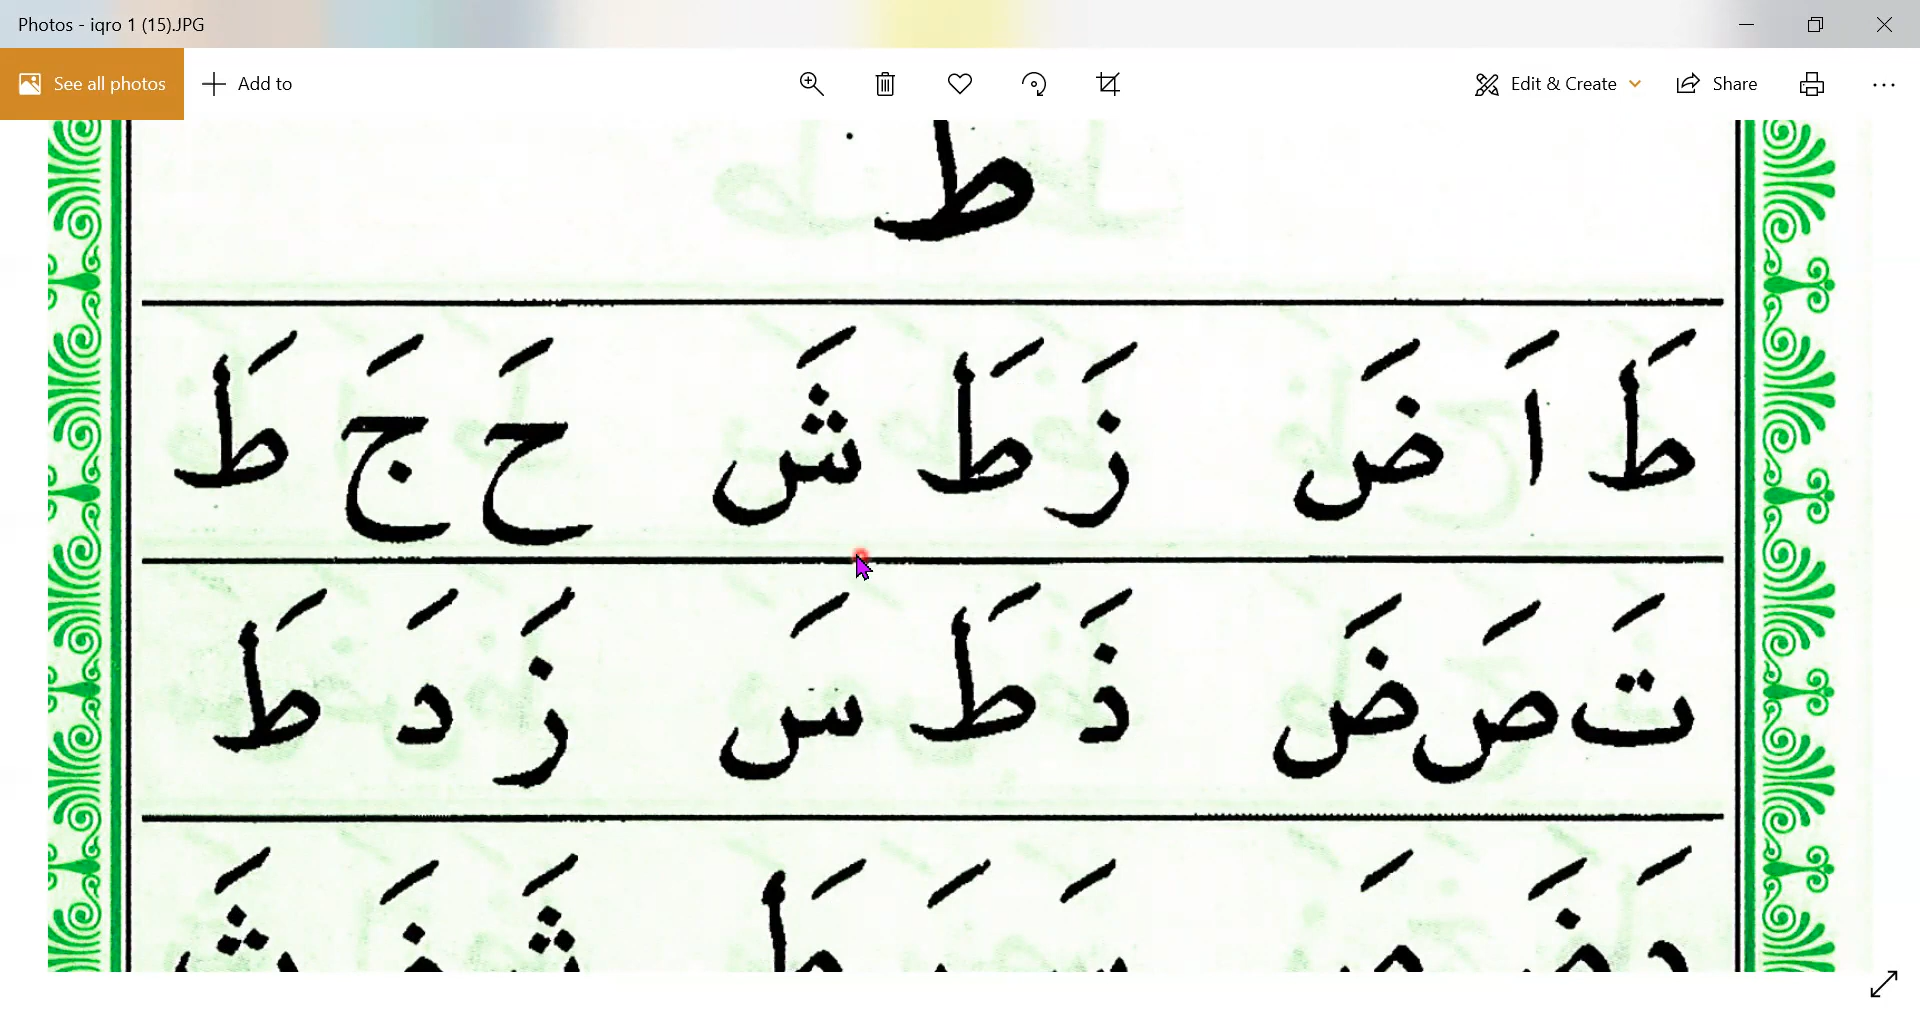 Photos - iqro 1 (15).JPG
See all photos
Add to
Edit & Create
Share
طَ
طَ اَ ضَ زَ طَ شَ حَ جَ طَ
تَ صَ ضَ ذَ طَ سَ زَ دَ طَ